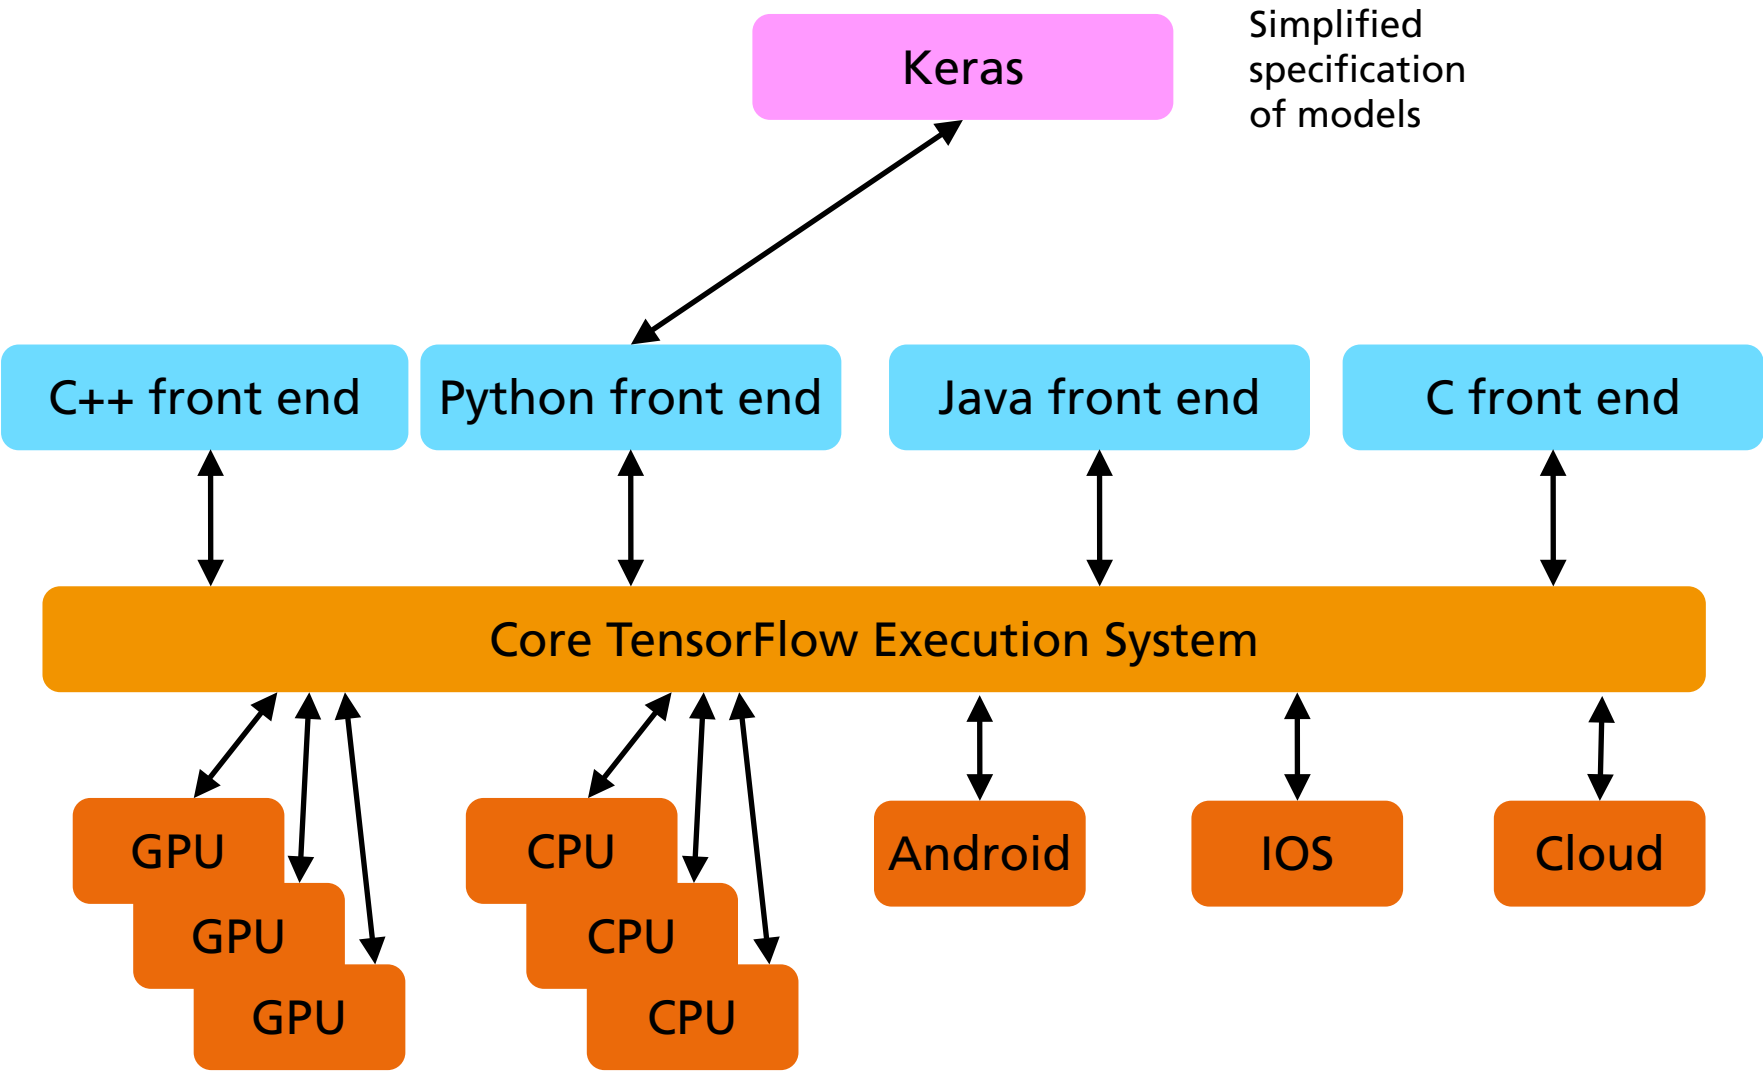 Keras
Simplified
specification
of models
C++ front end
Python front end
Java front end
C front end
Core TensorFlow Execution System
GPU
GPU
GPU
CPU
CPU
CPU
Android
IOS
Cloud